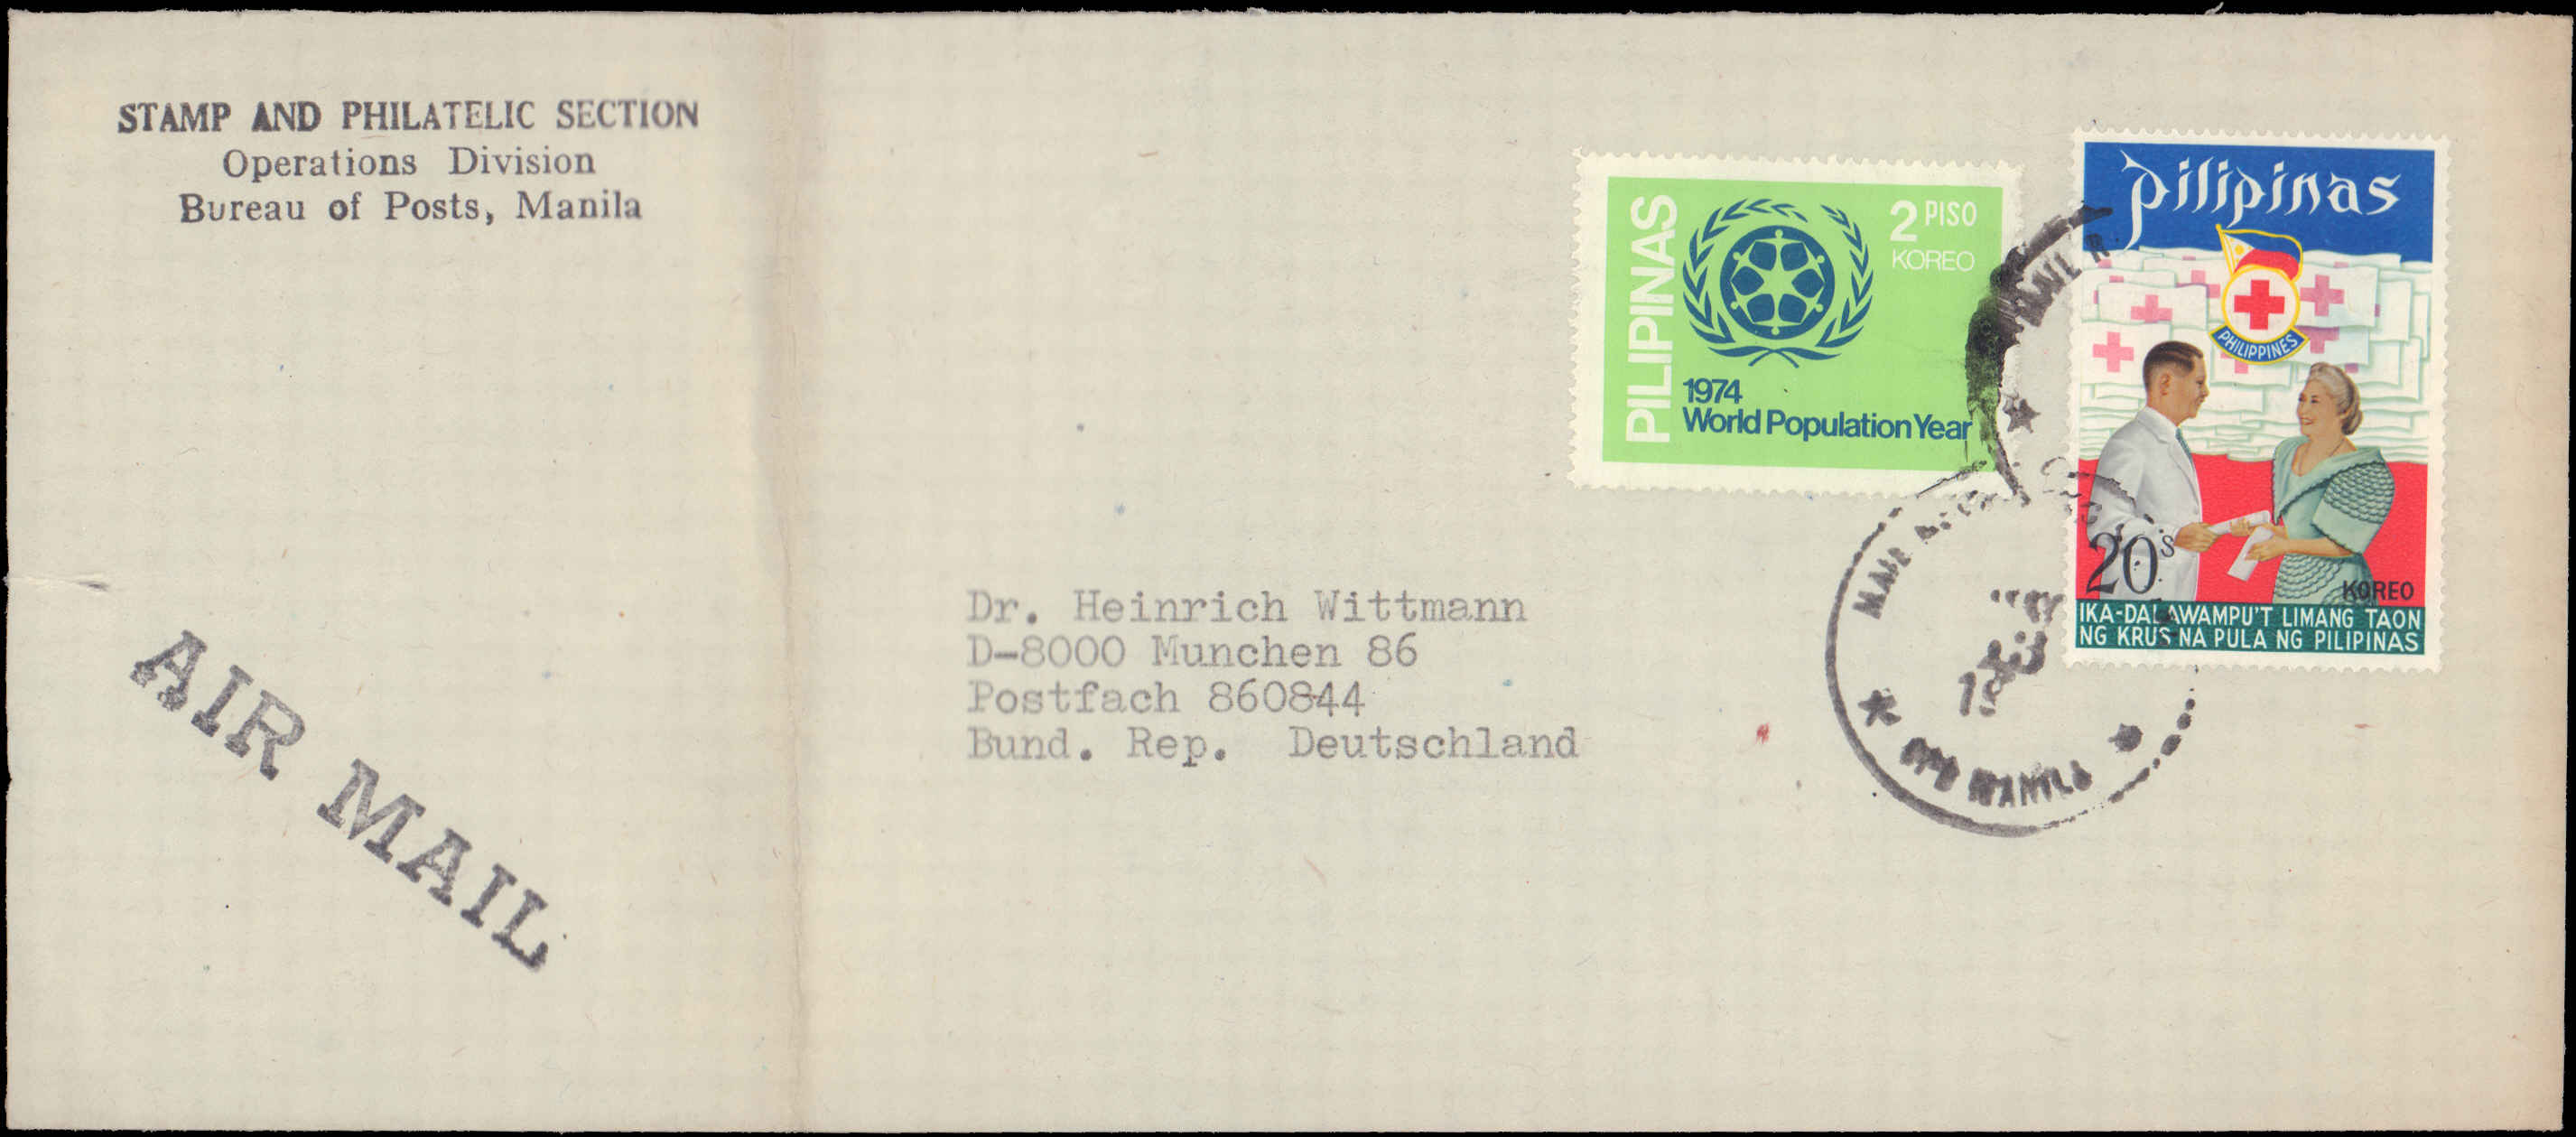 STAMP AND PHILATELIC SECTION
Operations Division
Bureau of Posts, Manila
PILIPINAS
2 PISO
KOREO
1974
World Population Year
pilipinas
PHILIPPINES
20s
KOREO
IKA-DALAWAMPU'T LIMANG TAON
NG KRUS NA PULA NG PILIPINAS
Dr. Heinrich Wittmann
D-8000 Munchen 86
Postfach 860844
Bund. Rep. Deutschland
AIR MAIL
MANILA